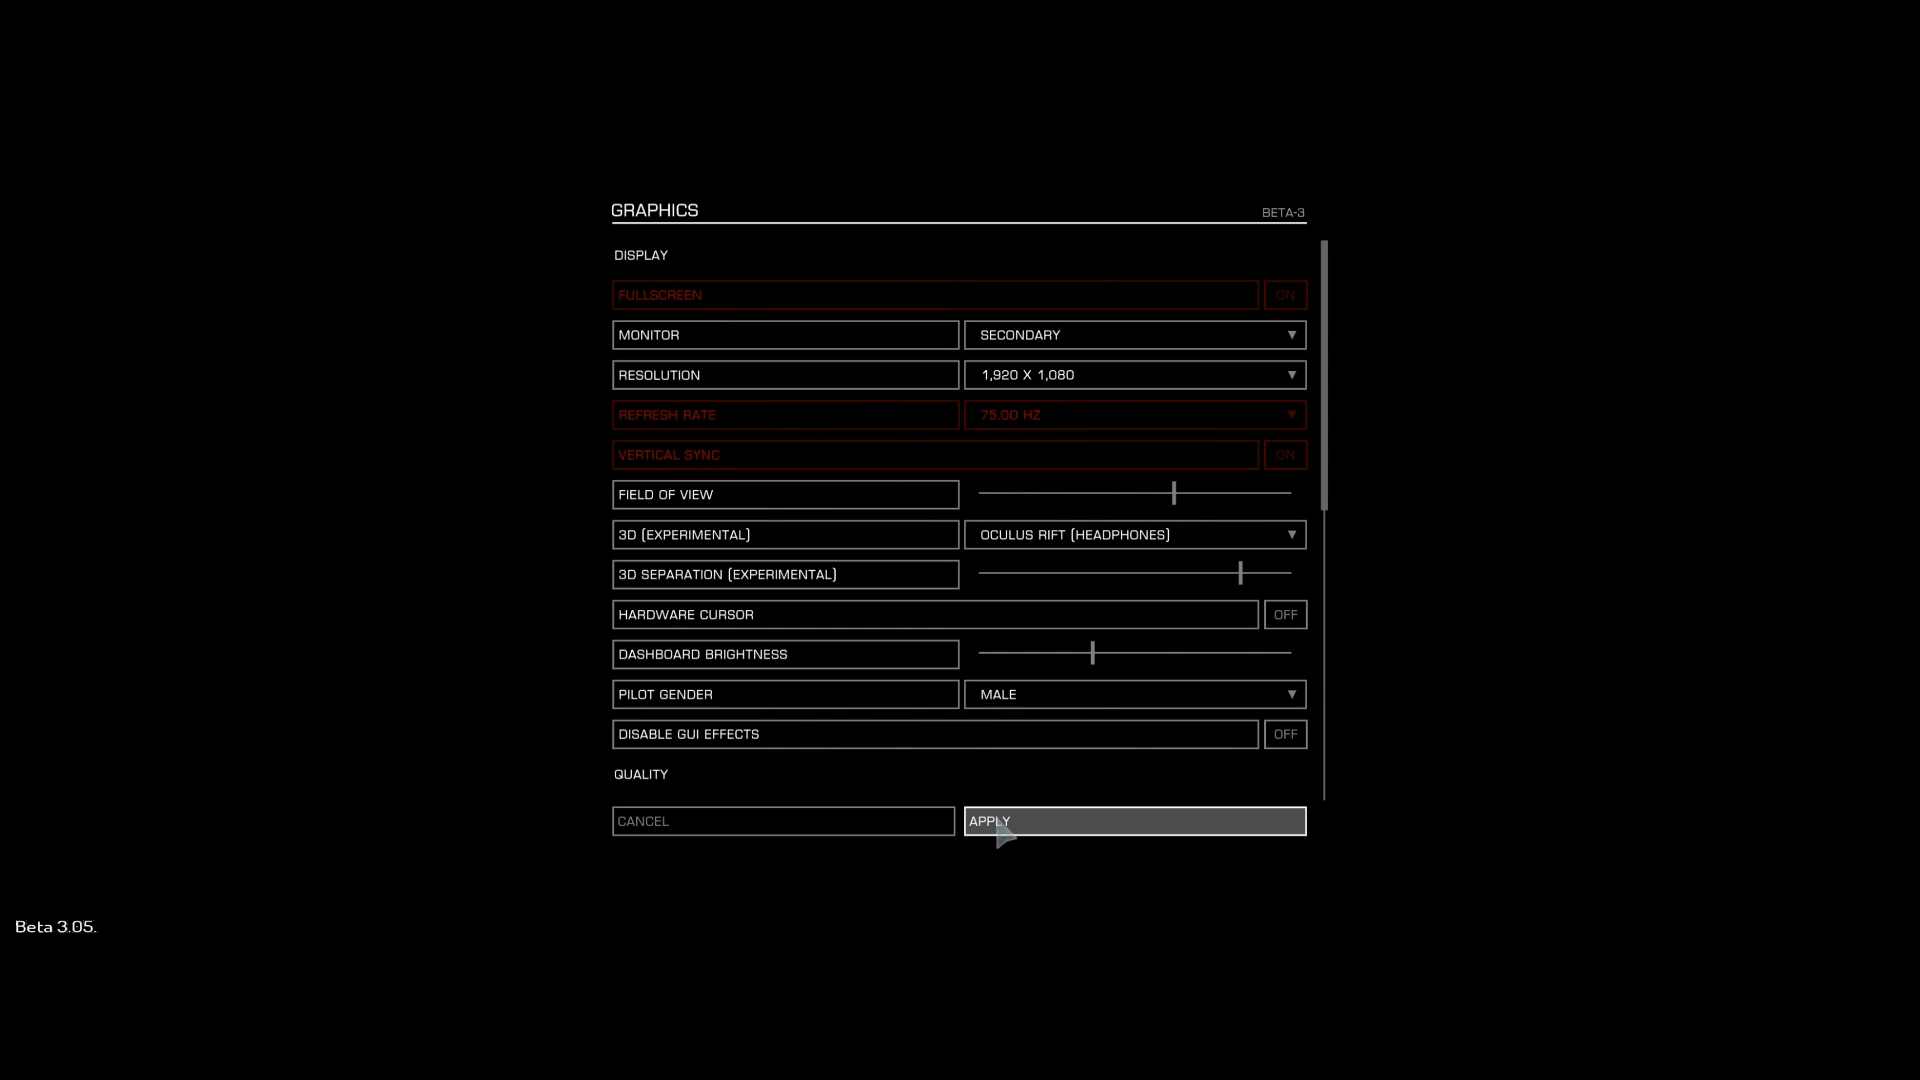 GRAPHICS BETA-3
DISPLAY
FULLSCREEN ON
MONITOR SECONDARY
RESOLUTION 1,920 X 1,080
REFRESH RATE 75.00 HZ
VERTICAL SYNC ON
FIELD OF VIEW
3D (EXPERIMENTAL) OCULUS RIFT (HEADPHONES)
3D SEPARATION (EXPERIMENTAL)
HARDWARE CURSOR OFF
DASHBOARD BRIGHTNESS
PILOT GENDER MALE
DISABLE GUI EFFECTS OFF
QUALITY
CANCEL APPLY
Beta 3.05.